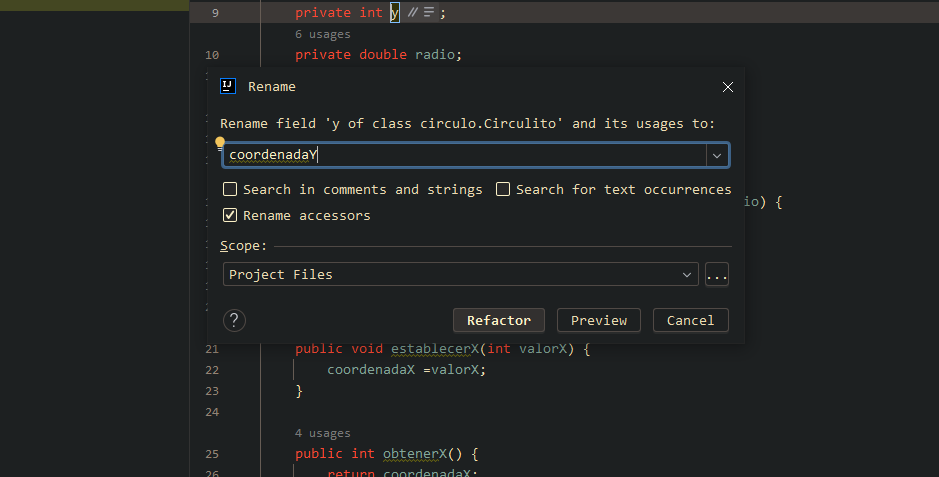 9 private int y ;
6 usages
10 private double radio;
IJ Rename
Rename field 'y of class circulo.Circulito' and its usages to:
coordenadaY
Search in comments and strings Search for text occurrences
io) {
Rename accessors
Scope:
Project Files ...
? Refactor Preview Cancel
21 public void establecerX(int valorX) {
22 coordenadaX =valorX;
23 }
24
4 usages
25 public int obtenerX() {
26 return coordenadaX;